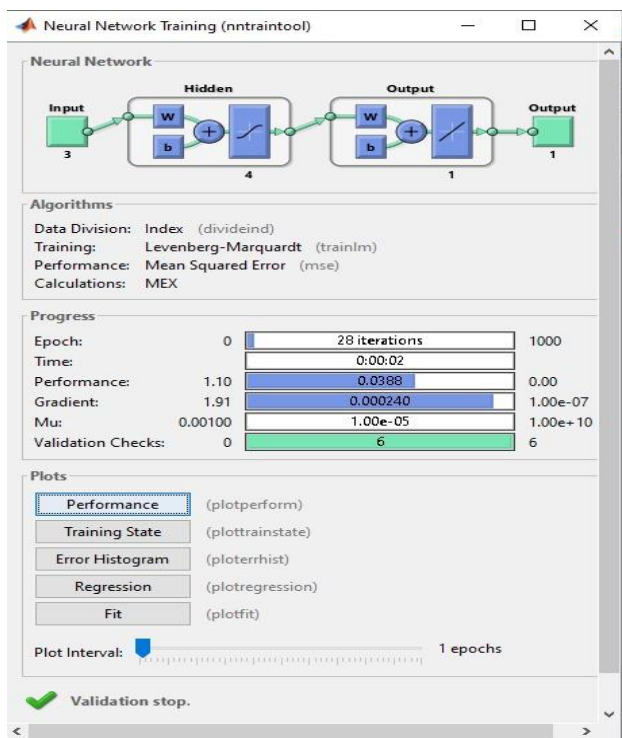 Neural Network Training (nntraintool)
Neural Network
Hidden
Output
Input
W
b
W
b
Output
3
4
1
1
Algorithms
Data Division: Index (divideind)
Training: Levenberg-Marquardt (trainlm)
Performance: Mean Squared Error (mse)
Calculations: MEX
Progress
Epoch: 0 28 iterations 1000
Time: 0:00:02
Performance: 1.10 0.0388 0.00
Gradient: 1.91 0.000240 1.00e-07
Mu: 0.00100 1.00e-05 1.00e+10
Validation Checks: 0 6 6
Plots
Performance (plotperform)
Training State (plottrainstate)
Error Histogram (ploterrhist)
Regression (plotregression)
Fit (plotfit)
Plot Interval: 1 epochs
Validation stop.